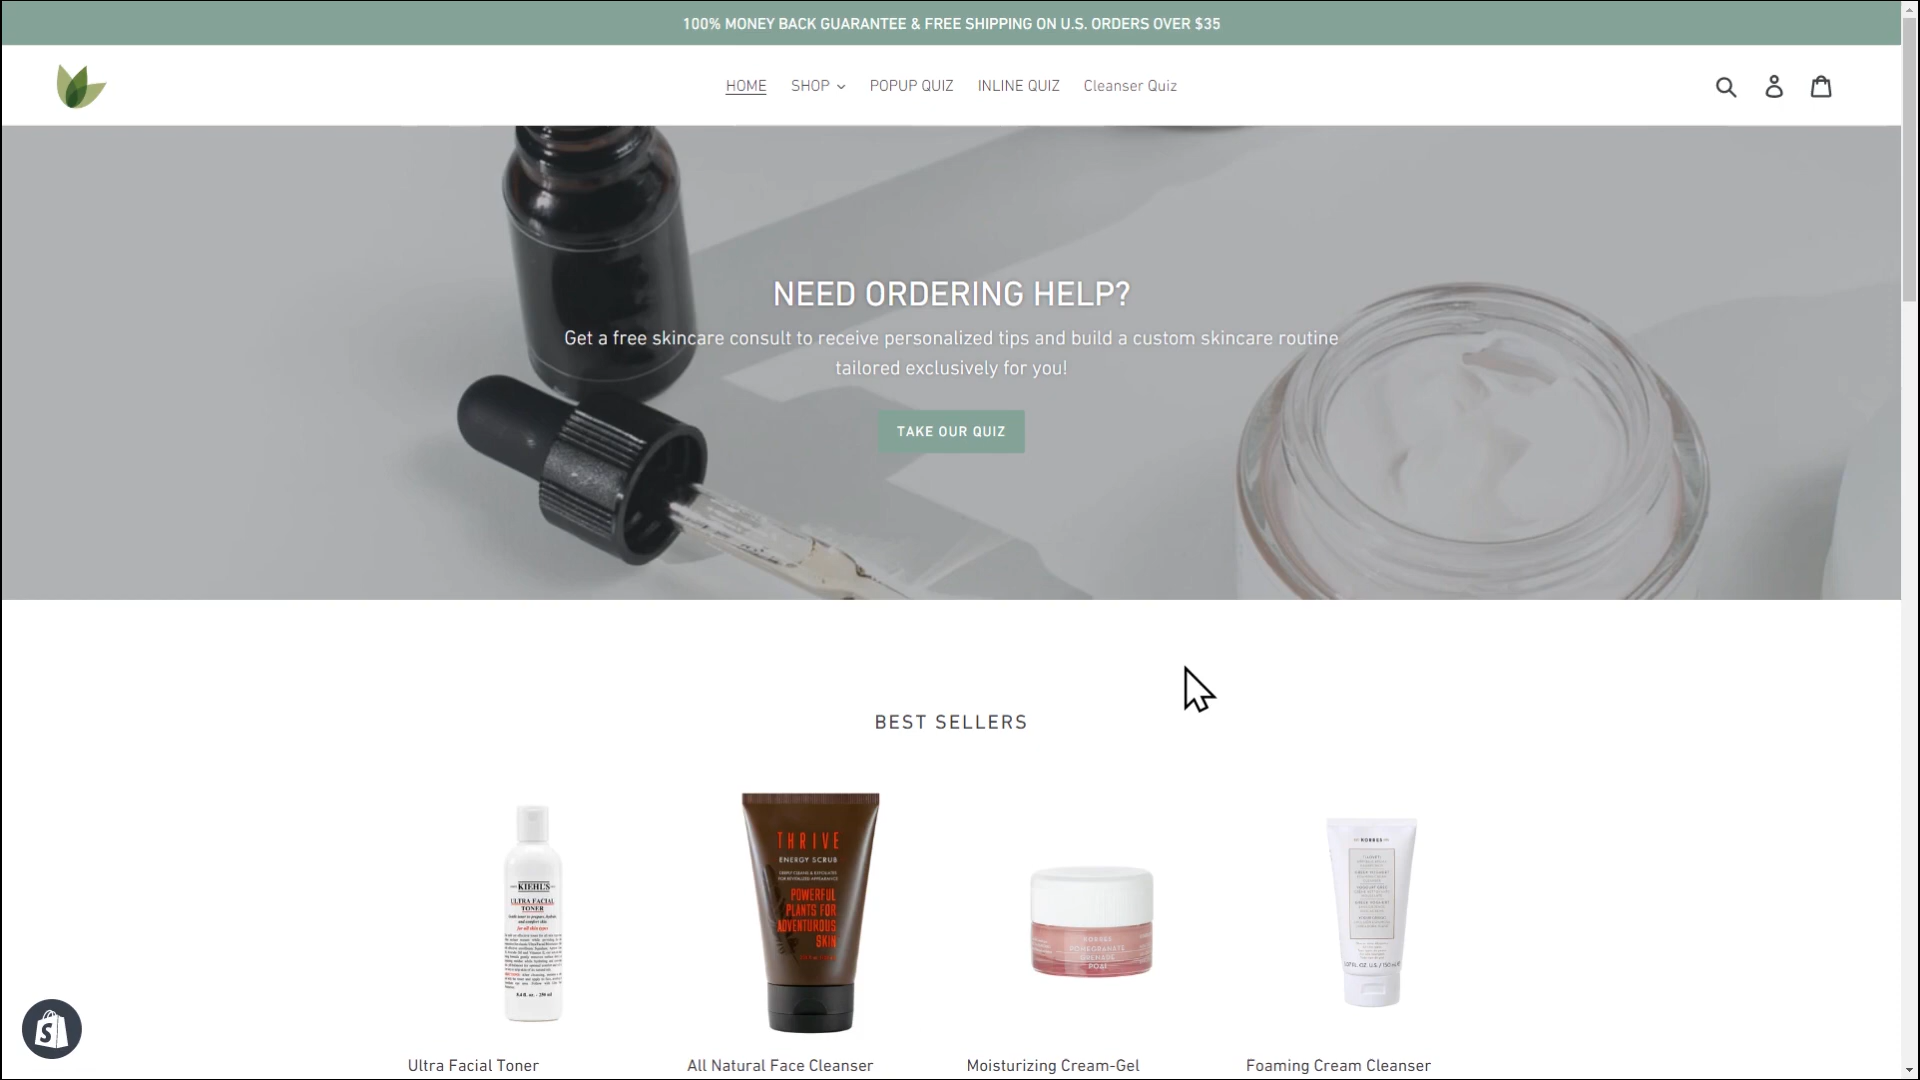 100% MONEY BACK GUARANTEE & FREE SHIPPING ON U.S. ORDERS OVER $35
HOME SHOP POPUP QUIZ INLINE QUIZ Cleanser Quiz
NEED ORDERING HELP?
Get a free skincare consult to receive personalized tips and build a custom skincare routine
tailored exclusively for you!
TAKE OUR QUIZ
BEST SELLERS
KIEHL'S
ULTRA FACIAL
TONER
for all skin types
THRIVE
ENERGY SCRUB
POWERFUL
PLANTS FOR
ADVENTUROUS
SKIN
KORRES
POMEGRANATE
GRENADE
KORRES
Ultra Facial Toner
All Natural Face Cleanser
Moisturizing Cream-Gel
Foaming Cream Cleanser